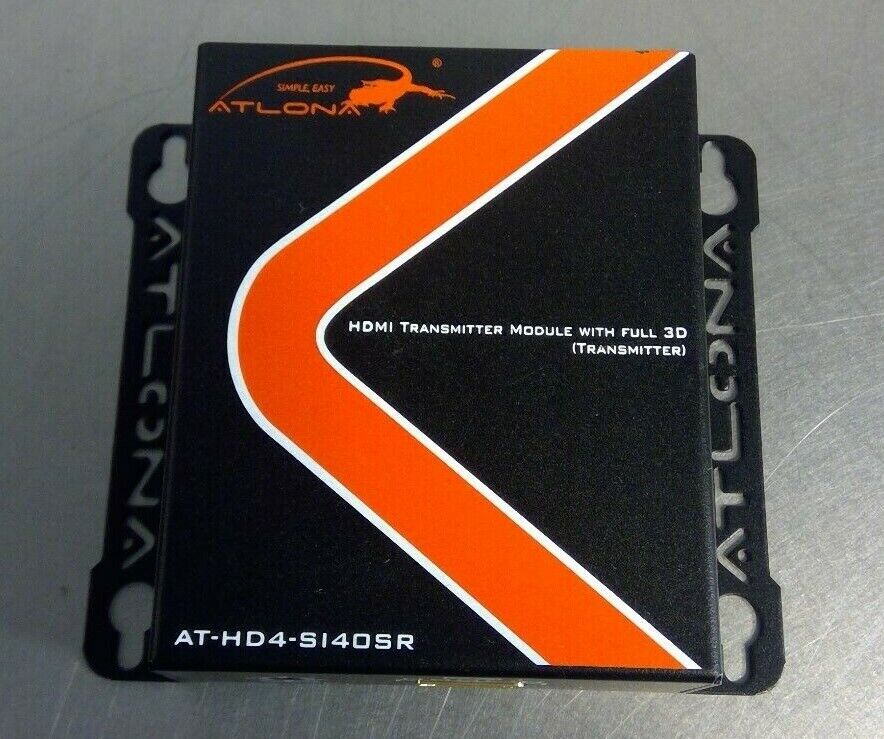 SIMPLE, EASY
ATLONA®
ATLONA
ATLONA
HDMI TRANSMITTER MODULE WITH FULL 3D
(TRANSMITTER)
AT-HD4-SI40SR